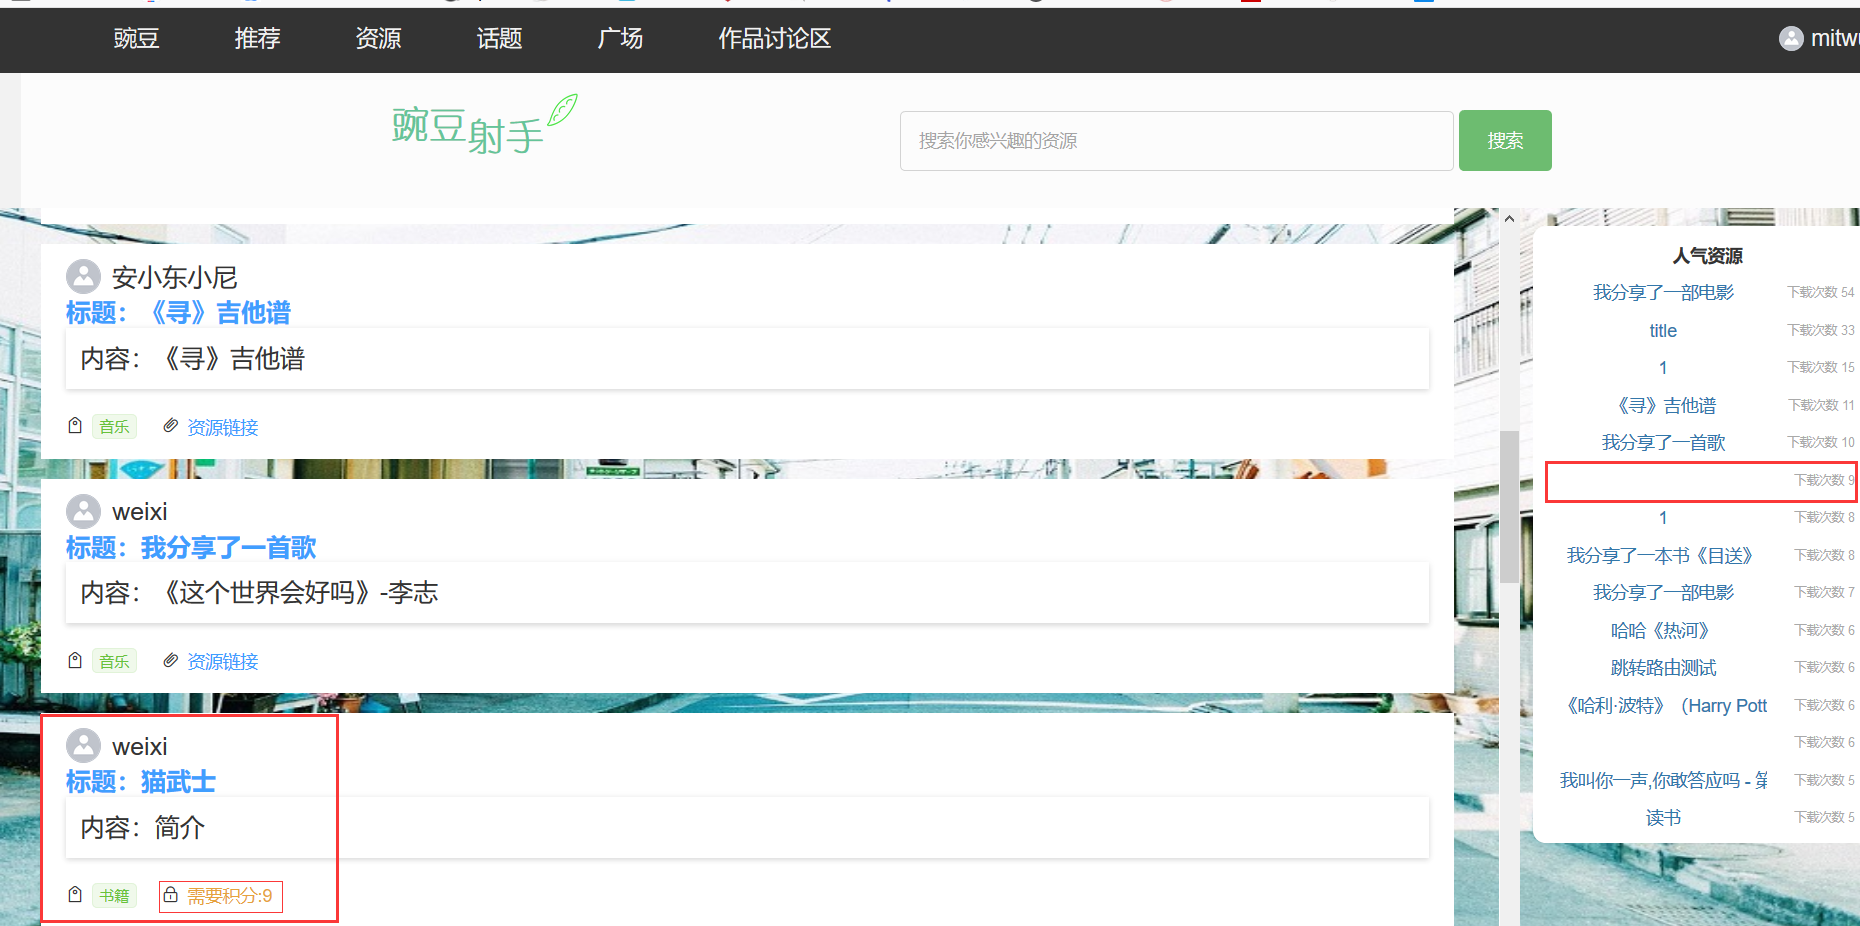 豌豆 推荐 资源 话题 广场 作品讨论区 mitw
豌豆射手
搜索你感兴趣的资源 搜索
安小东小尼
标题：《寻》吉他谱
内容：《寻》吉他谱
音乐 资源链接
weixi
标题：我分享了一首歌
内容：《这个世界会好吗》-李志
音乐 资源链接
weixi
标题：猫武士
内容：简介
书籍 需要积分:9
人气资源
我分享了一部电影 下载次数 54
title 下载次数 33
1 下载次数 15
《寻》吉他谱 下载次数 11
我分享了一首歌 下载次数 10
下载次数 9
1 下载次数 8
我分享了一本书《目送》 下载次数 8
我分享了一部电影 下载次数 7
哈哈《热河》 下载次数 6
跳转路由测试 下载次数 6
《哈利·波特》（Harry Pott 下载次数 6
下载次数 6
我叫你一声,你敢答应吗 - 第 下载次数 5
读书 下载次数 5